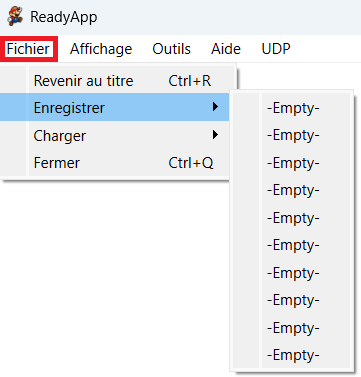 ReadyApp
Fichier Affichage Outils Aide UDP
Revenir au titre Ctrl+R
Enregistrer
Charger
Fermer Ctrl+Q
-Empty-
-Empty-
-Empty-
-Empty-
-Empty-
-Empty-
-Empty-
-Empty-
-Empty-
-Empty-